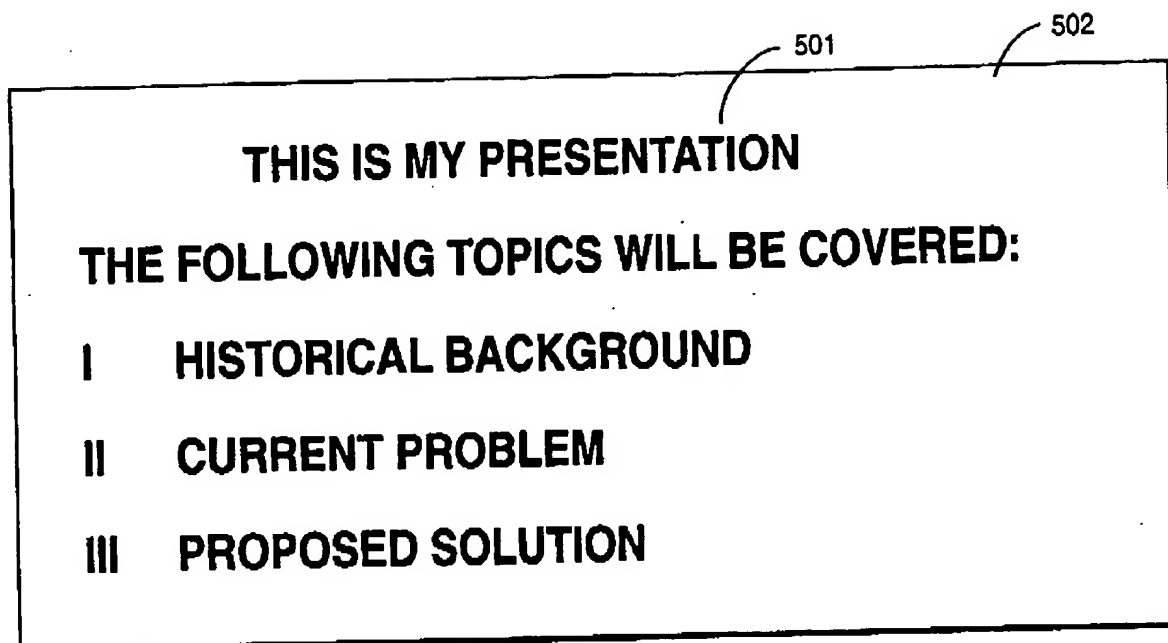 502
501
THIS IS MY PRESENTATION
THE FOLLOWING TOPICS WILL BE COVERED:
I HISTORICAL BACKGROUND
II CURRENT PROBLEM
III PROPOSED SOLUTION